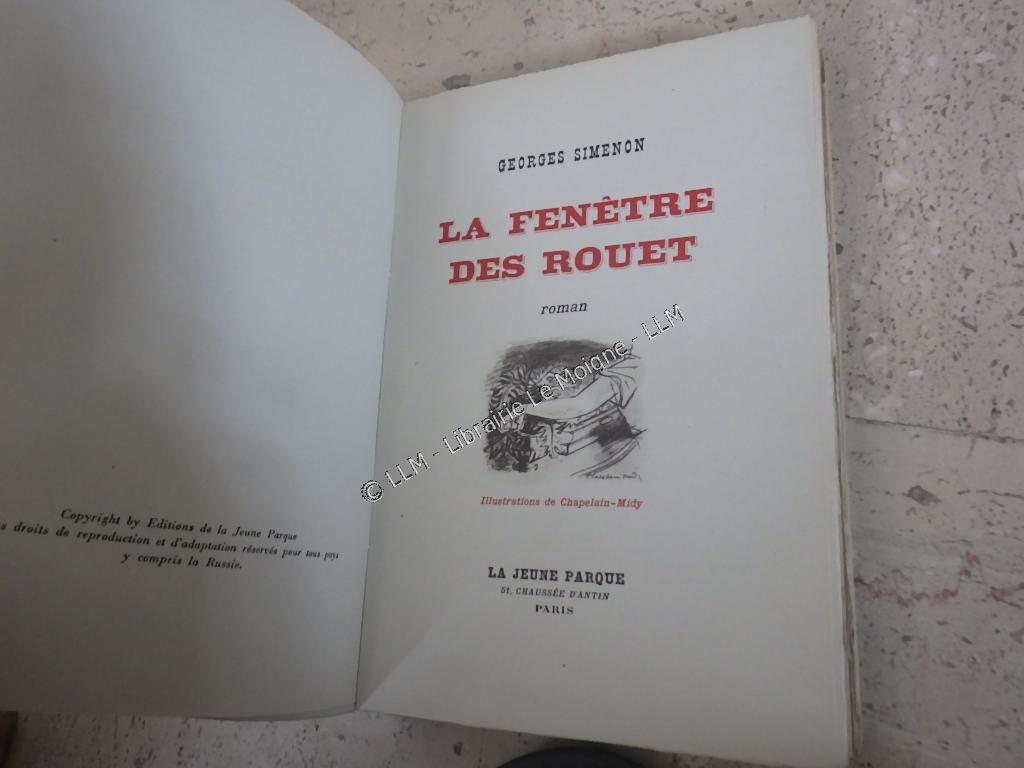 Copyright by Editions de la Jeune Parque
droits de reproduction et d'adaptation réservés pour tous pays
y compris la Russie.
GEORGES SIMENON
LA FENÊTRE
DES ROUET
roman
© LLM - Librairie Le Moigne - LLM
Illustrations de Chapelain-Midy
LA JEUNE PARQUE
51, CHAUSSÉE D'ANTIN
PARIS